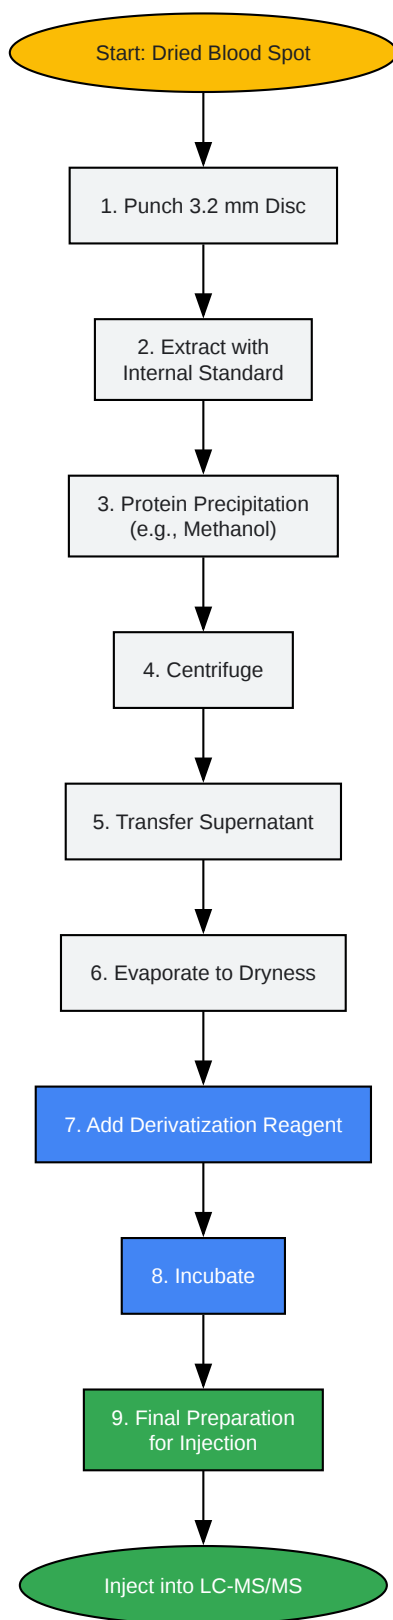 Start: Dried Blood Spot
1. Punch 3.2 mm Disc
2. Extract with
Internal Standard
3. Protein Precipitation
(e.g., Methanol)
4. Centrifuge
5. Transfer Supernatant
6. Evaporate to Dryness
7. Add Derivatization Reagent
8. Incubate
9. Final Preparation
for Injection
Inject into LC-MS/MS